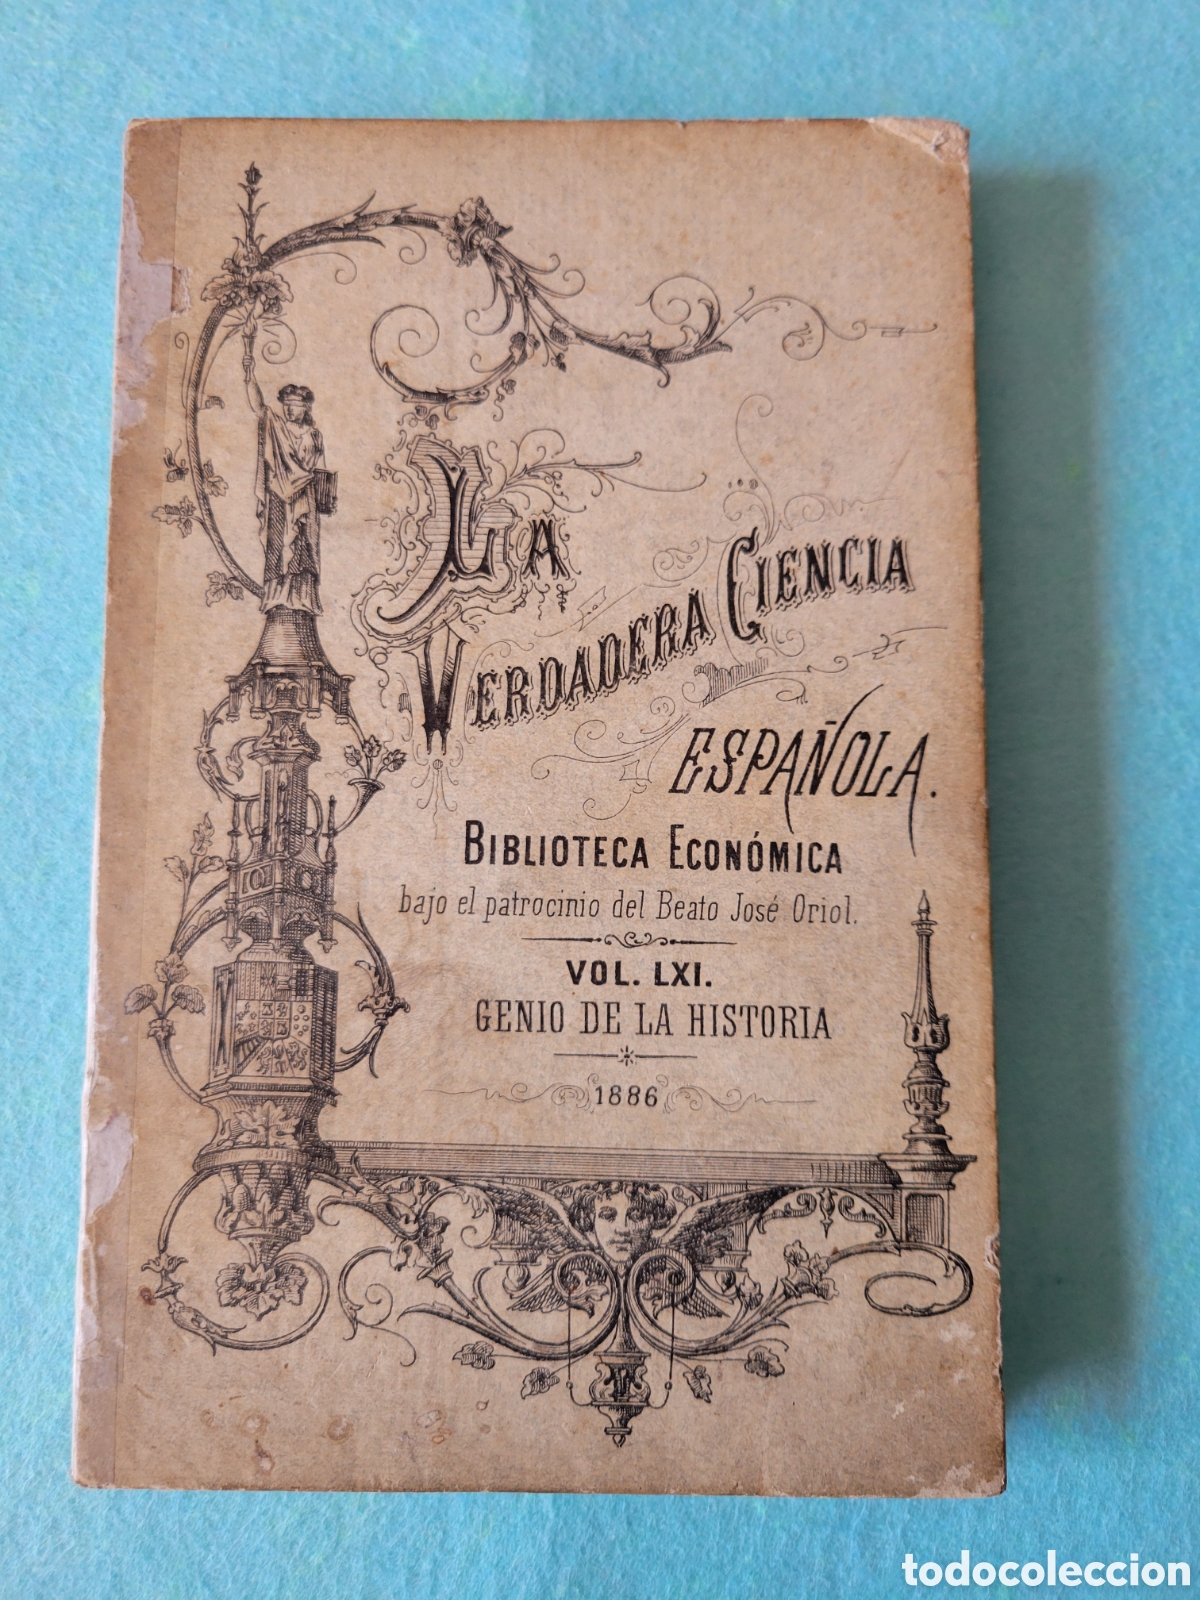 LA
VERDADERA CIENCIA
ESPAÑOLA.
BIBLIOTECA ECONÓMICA
bajo el patrocinio del Beato José Oriol.
VOL. LXI.
GENIO DE LA HISTORIA
1886
todocoleccion